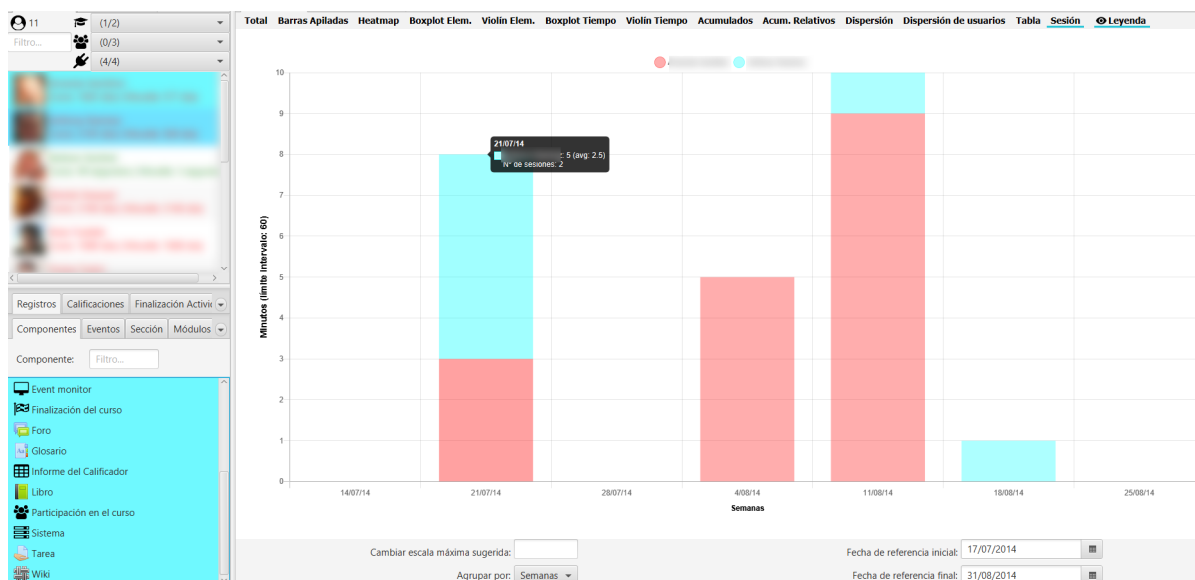 11
(1/2)
Filtro...
(0/3)
(4/4)
Registros Calificaciones Finalización Activi
Componentes Eventos Sección Módulos
Componente: Filtro...
Event monitor
Finalización del curso
Foro
Glosario
Informe del Calificador
Libro
Participación en el curso
Sistema
Tarea
Wiki
Total Barras Apiladas Heatmap Boxplot Elem. Violín Elem. Boxplot Tiempo Violín Tiempo Acumulados Acum. Relativos Dispersión Dispersión de usuarios Tabla Sesión Leyenda
10
9
8
7
6
5
4
3
2
1
0
Minutos (límite Intervalo: 60)
21/07/14
: 5 (avg: 2.5)
Nº de sesiones: 2
14/07/14 21/07/14 28/07/14 4/08/14 11/08/14 18/08/14 25/08/14
Semanas
Cambiar escala máxima sugerida:
Agrupar por: Semanas
Fecha de referencia inicial: 17/07/2014
Fecha de referencia final: 31/08/2014